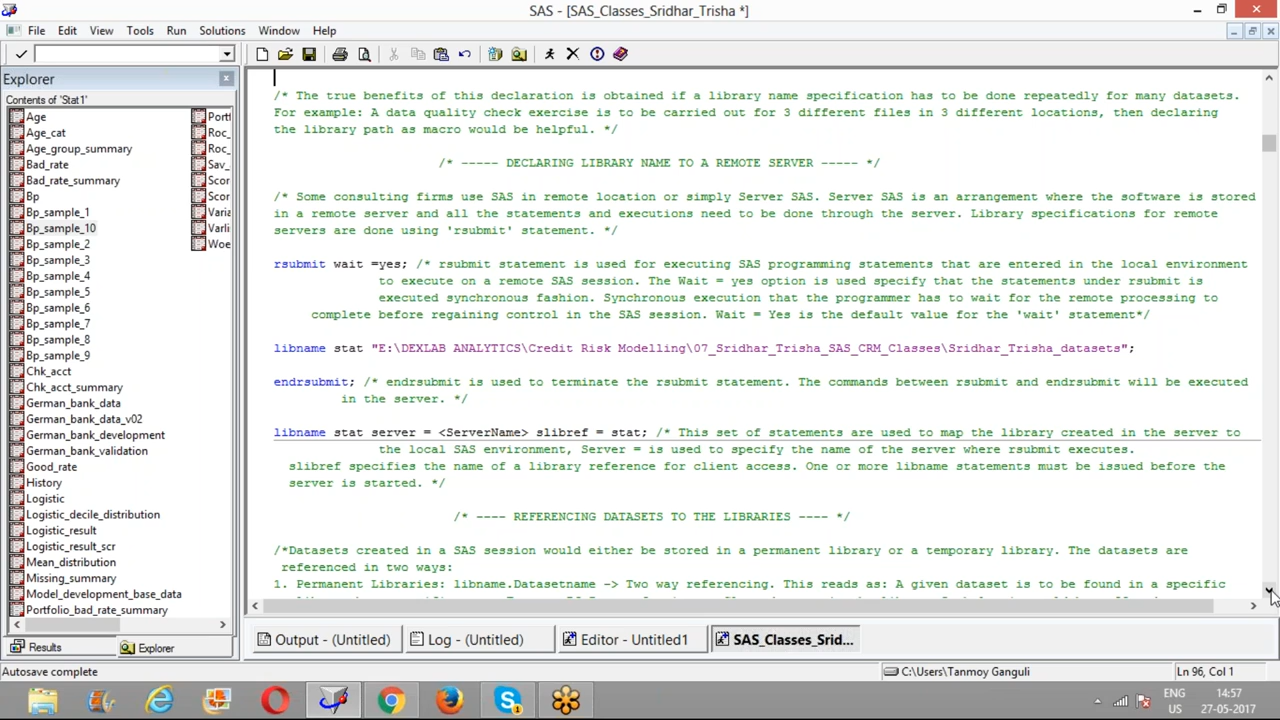 SAS - [SAS_Classes_Sridhar_Trisha *]
File Edit View Tools Run Solutions Window Help
Explorer
Contents of 'Stat1'
Age
Age_cat
Age_group_summary
Bad_rate
Bad_rate_summary
Bp
Bp_sample_1
Bp_sample_10
Bp_sample_2
Bp_sample_3
Bp_sample_4
Bp_sample_5
Bp_sample_6
Bp_sample_7
Bp_sample_8
Bp_sample_9
Chk_acct
Chk_acct_summary
German_bank_data
German_bank_data_v02
German_bank_development
German_bank_validation
Good_rate
History
Logistic
Logistic_decile_distribution
Logistic_result
Logistic_result_scr
Mean_distribution
Missing_summary
Model_development_base_data
Portfolio_bad_rate_summary
Portf
Roc_
Roc_
Sav_
Scor
Scor
Varia
Varli
Woe
Results Explorer
/* The true benefits of this declaration is obtained if a library name specification has to be done repeatedly for many datasets.
For example: A data quality check exercise is to be carried out for 3 different files in 3 different locations, then declaring
the library path as macro would be helpful. */
/* ----- DECLARING LIBRARY NAME TO A REMOTE SERVER ----- */
/* Some consulting firms use SAS in remote location or simply Server SAS. Server SAS is an arrangement where the software is stored
in a remote server and all the statements and executions need to be done through the server. Library specifications for remote
servers are done using 'rsubmit' statement. */
rsubmit wait =yes; /* rsubmit statement is used for executing SAS programming statements that are entered in the local environment
to execute on a remote SAS session. The Wait = yes option is used specify that the statements under rsubmit is
executed synchronous fashion. Synchronous execution that the programmer has to wait for the remote processing to
complete before regaining control in the SAS session. Wait = Yes is the default value for the 'wait' statement*/
libname stat "E:\DEXLAB ANALYTICS\Credit Risk Modelling\07_Sridhar_Trisha_SAS_CRM_Classes\Sridhar_Trisha_datasets";
endrsubmit; /* endrsubmit is used to terminate the rsubmit statement. The commands between rsubmit and endrsubmit will be executed
in the server. */
libname stat server = <ServerName> slibref = stat; /* This set of statements are used to map the library created in the server to
the local SAS environment, Server = is used to specify the name of the server where rsubmit executes.
slibref specifies the name of a library reference for client access. One or more libname statements must be issued before the
server is started. */
/* ---- REFERENCING DATASETS TO THE LIBRARIES ---- */
/*Datasets created in a SAS session would either be stored in a permanent library or a temporary library. The datasets are
referenced in two ways:
1. Permanent Libraries: libname.Datasetname -> Two way referencing. This reads as: A given dataset is to be found in a specific
Output - (Untitled) Log - (Untitled) Editor - Untitled1 SAS_Classes_Srid...
Autosave complete C:\Users\Tanmoy Ganguli Ln 96, Col 1
ENG 14:57
IN 27-05-2017